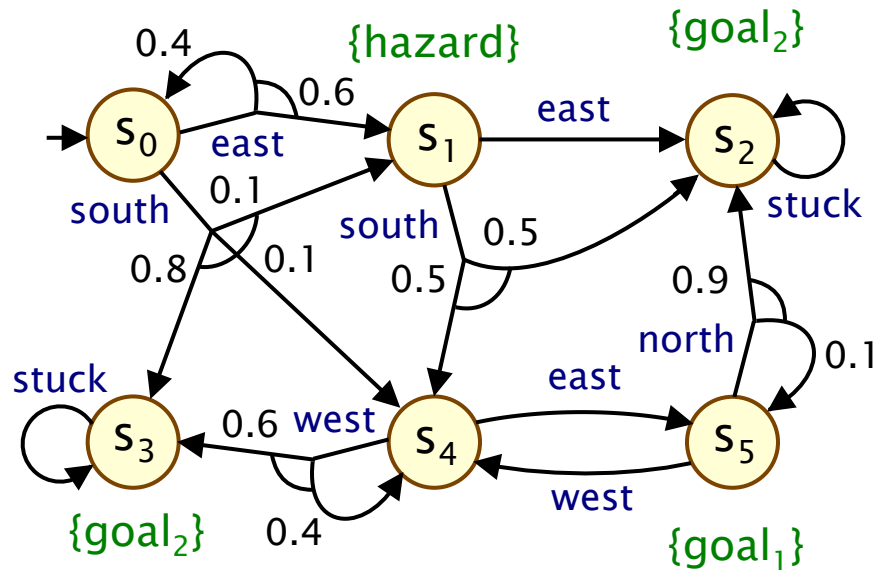 0.4
{hazard}
{goal₂}
0.6
s₀
east
s₁
east
s₂
south
0.1
south
0.5
stuck
0.8
0.1
0.5
0.9
north
0.1
stuck
east
s₃
0.6
west
s₄
s₅
west
0.4
{goal₂}
{goal₁}